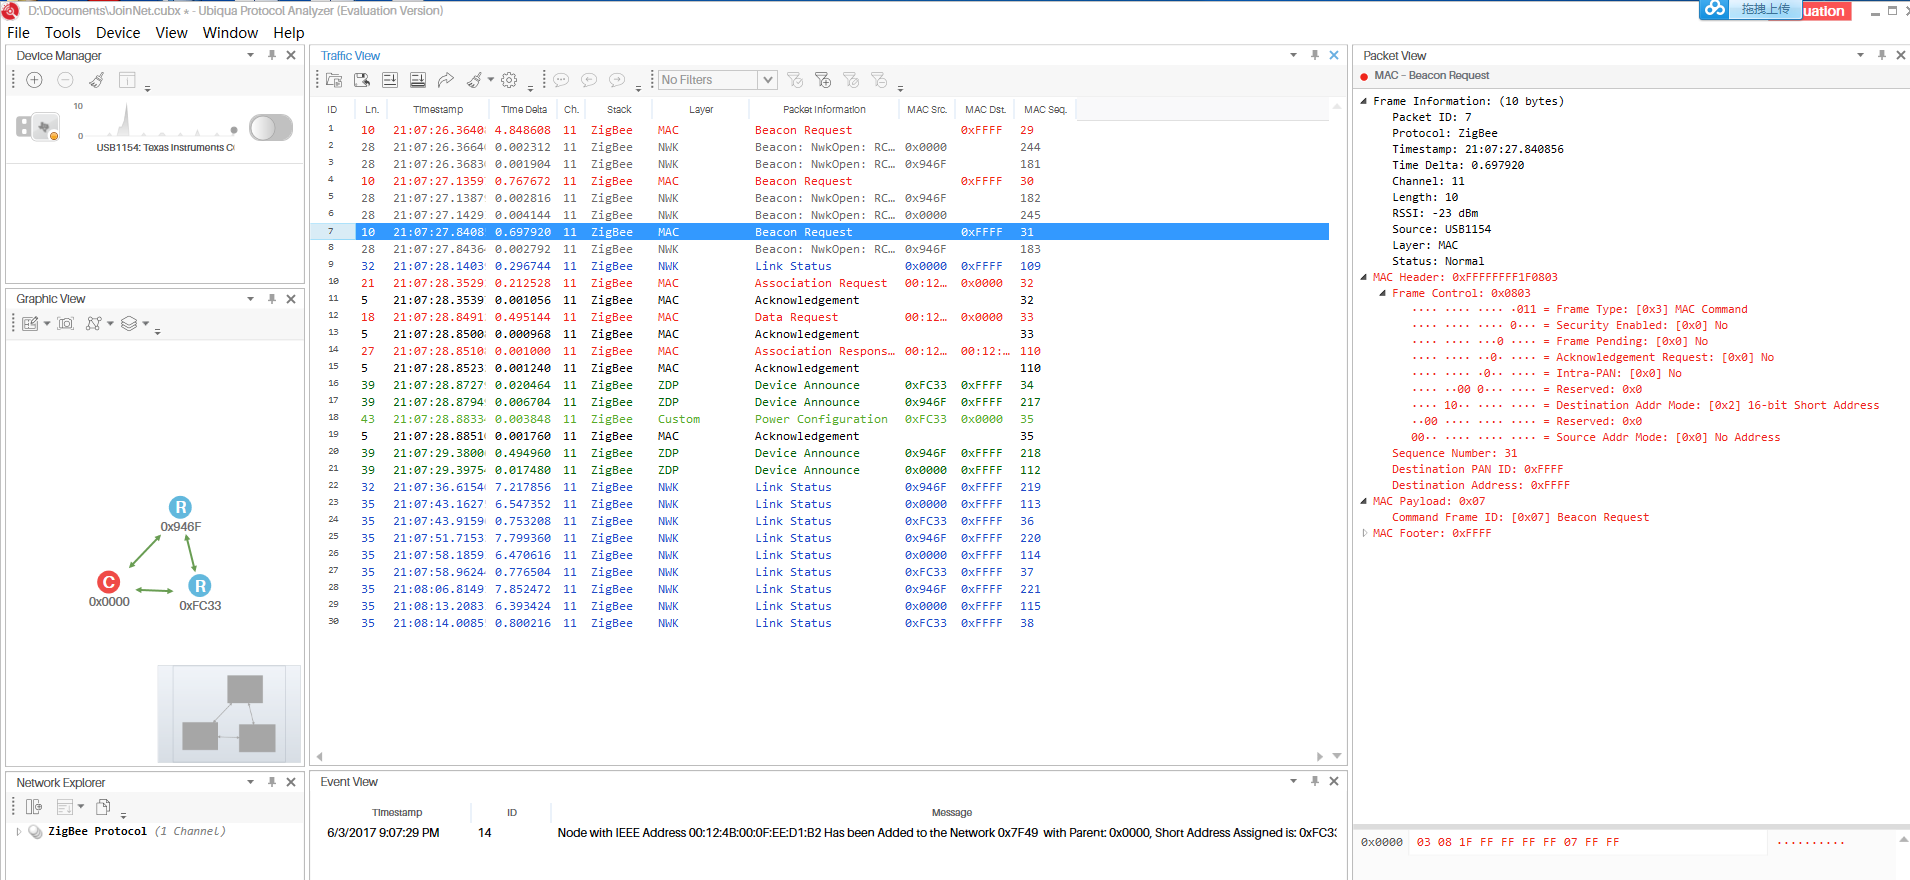 D:\Documents\JoinNet.cubx * - Ubiqua Protocol Analyzer (Evaluation Version)
拖拽上传
uation
File Tools Device View Window Help
Device Manager
10
0
USB1154: Texas Instruments C
Graphic View
R
0x946F
C
0x0000
R
0xFC33
Network Explorer
ZigBee Protocol (1 Channel)
Traffic View
No Filters
ID Ln. Timestamp Time Delta Ch. Stack Layer Packet Information MAC Src. MAC Dst. MAC Seq.
1 10 21:07:26.3640 4.848608 11 ZigBee MAC Beacon Request 0xFFFF 29
2 28 21:07:26.3664 0.002312 11 ZigBee NWK Beacon: NwkOpen: RC… 0x0000 244
3 28 21:07:26.3683 0.001904 11 ZigBee NWK Beacon: NwkOpen: RC… 0x946F 181
4 10 21:07:27.1359 0.767672 11 ZigBee MAC Beacon Request 0xFFFF 30
5 28 21:07:27.1387 0.002816 11 ZigBee NWK Beacon: NwkOpen: RC… 0x946F 182
6 28 21:07:27.1429 0.004144 11 ZigBee NWK Beacon: NwkOpen: RC… 0x0000 245
7 10 21:07:27.8408 0.697920 11 ZigBee MAC Beacon Request 0xFFFF 31
8 28 21:07:27.8436 0.002792 11 ZigBee NWK Beacon: NwkOpen: RC… 0x946F 183
9 32 21:07:28.1403 0.296744 11 ZigBee NWK Link Status 0x0000 0xFFFF 109
10 21 21:07:28.3529 0.212528 11 ZigBee MAC Association Request 00:12… 0x0000 32
11 5 21:07:28.3539 0.001056 11 ZigBee MAC Acknowledgement 32
12 18 21:07:28.8491 0.495144 11 ZigBee MAC Data Request 00:12… 0x0000 33
13 5 21:07:28.8500 0.000968 11 ZigBee MAC Acknowledgement 33
14 27 21:07:28.8510 0.001000 11 ZigBee MAC Association Respons… 00:12… 00:12:… 110
15 5 21:07:28.8523 0.001240 11 ZigBee MAC Acknowledgement 110
16 39 21:07:28.8727 0.020464 11 ZigBee ZDP Device Announce 0xFC33 0xFFFF 34
17 39 21:07:28.8794 0.006704 11 ZigBee ZDP Device Announce 0x946F 0xFFFF 217
18 43 21:07:28.8833 0.003848 11 ZigBee Custom Power Configuration 0xFC33 0x0000 35
19 5 21:07:28.8851 0.001760 11 ZigBee MAC Acknowledgement 35
20 39 21:07:29.3800 0.494960 11 ZigBee ZDP Device Announce 0x946F 0xFFFF 218
21 39 21:07:29.3975 0.017480 11 ZigBee ZDP Device Announce 0x0000 0xFFFF 112
22 32 21:07:36.6154 7.217856 11 ZigBee NWK Link Status 0x946F 0xFFFF 219
23 35 21:07:43.1627 6.547352 11 ZigBee NWK Link Status 0x0000 0xFFFF 113
24 35 21:07:43.9159 0.753208 11 ZigBee NWK Link Status 0xFC33 0xFFFF 36
25 35 21:07:51.7153 7.799360 11 ZigBee NWK Link Status 0x946F 0xFFFF 220
26 35 21:07:58.1859 6.470616 11 ZigBee NWK Link Status 0x0000 0xFFFF 114
27 35 21:07:58.9624 0.776504 11 ZigBee NWK Link Status 0xFC33 0xFFFF 37
28 35 21:08:06.8149 7.852472 11 ZigBee NWK Link Status 0x946F 0xFFFF 221
29 35 21:08:13.2083 6.393424 11 ZigBee NWK Link Status 0x0000 0xFFFF 115
30 35 21:08:14.0085 0.800216 11 ZigBee NWK Link Status 0xFC33 0xFFFF 38
Event View
Timestamp ID Message
6/3/2017 9:07:29 PM 14 Node with IEEE Address 00:12:4B:00:0F:EE:D1:B2 Has been Added to the Network 0x7F49 with Parent: 0x0000, Short Address Assigned is: 0xFC33
Packet View
MAC - Beacon Request
Frame Information: (10 bytes)
Packet ID: 7
Protocol: ZigBee
Timestamp: 21:07:27.840856
Time Delta: 0.697920
Channel: 11
Length: 10
RSSI: -23 dBm
Source: USB1154
Layer: MAC
Status: Normal
MAC Header: 0xFFFFFFFF1F0803
Frame Control: 0x0803
···· ···· ···· ·011 = Frame Type: [0x3] MAC Command
···· ···· ···· 0··· = Security Enabled: [0x0] No
···· ···· ···0 ···· = Frame Pending: [0x0] No
···· ···· ··0· ···· = Acknowledgement Request: [0x0] No
···· ···· ·0·· ···· = Intra-PAN: [0x0] No
···· ··00 0··· ···· = Reserved: 0x0
···· 10·· ···· ···· = Destination Addr Mode: [0x2] 16-bit Short Address
··00 ···· ···· ···· = Reserved: 0x0
00·· ···· ···· ···· = Source Addr Mode: [0x0] No Address
Sequence Number: 31
Destination PAN ID: 0xFFFF
Destination Address: 0xFFFF
MAC Payload: 0x07
Command Frame ID: [0x07] Beacon Request
MAC Footer: 0xFFFF
0x0000 03 08 1F FF FF FF FF 07 FF FF ··········